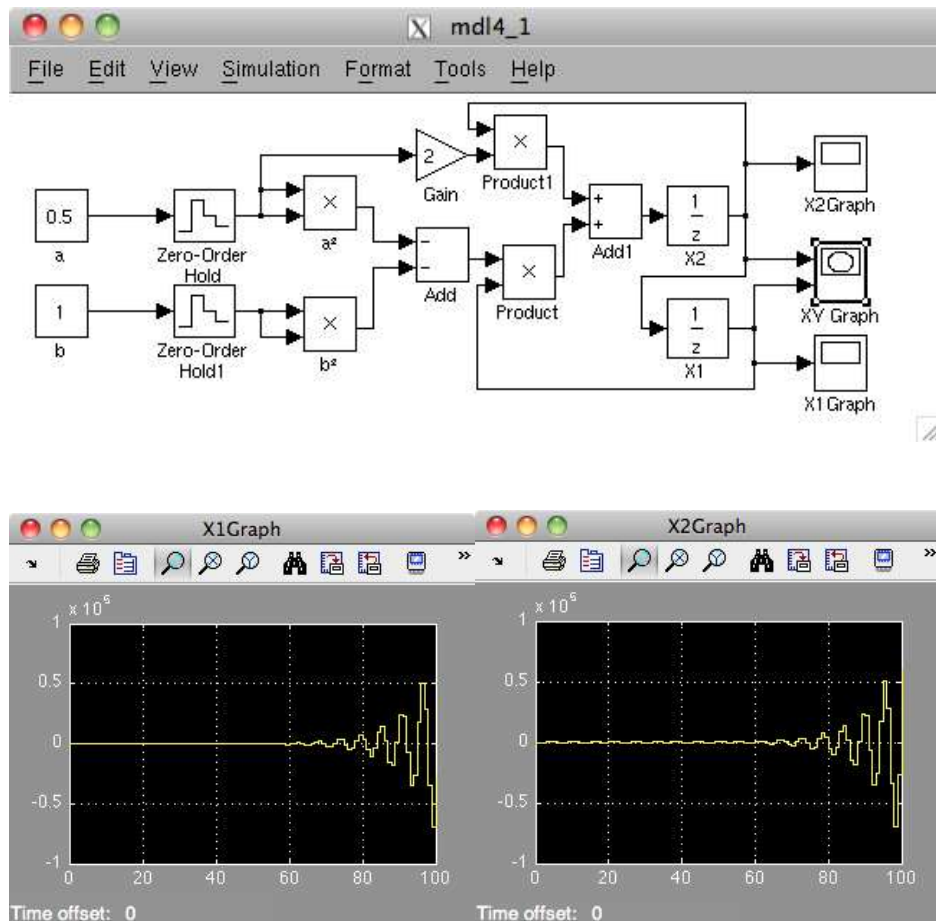 mdl4_1
File Edit View Simulation Format Tools Help
0.5
a
1
b
Zero-Order
Hold
Zero-Order
Hold1
×
a²
×
b²
2
Gain
−
−
Add
×
Product1
×
Product
+
+
Add1
1
z
X2
1
z
X1
X2Graph
XY Graph
X1Graph
X1Graph
»
x 10⁵
1
0.5
0
-0.5
-1
0 20 40 60 80 100
Time offset: 0
X2Graph
»
x 10⁵
1
0.5
0
-0.5
-1
0 20 40 60 80 100
Time offset: 0